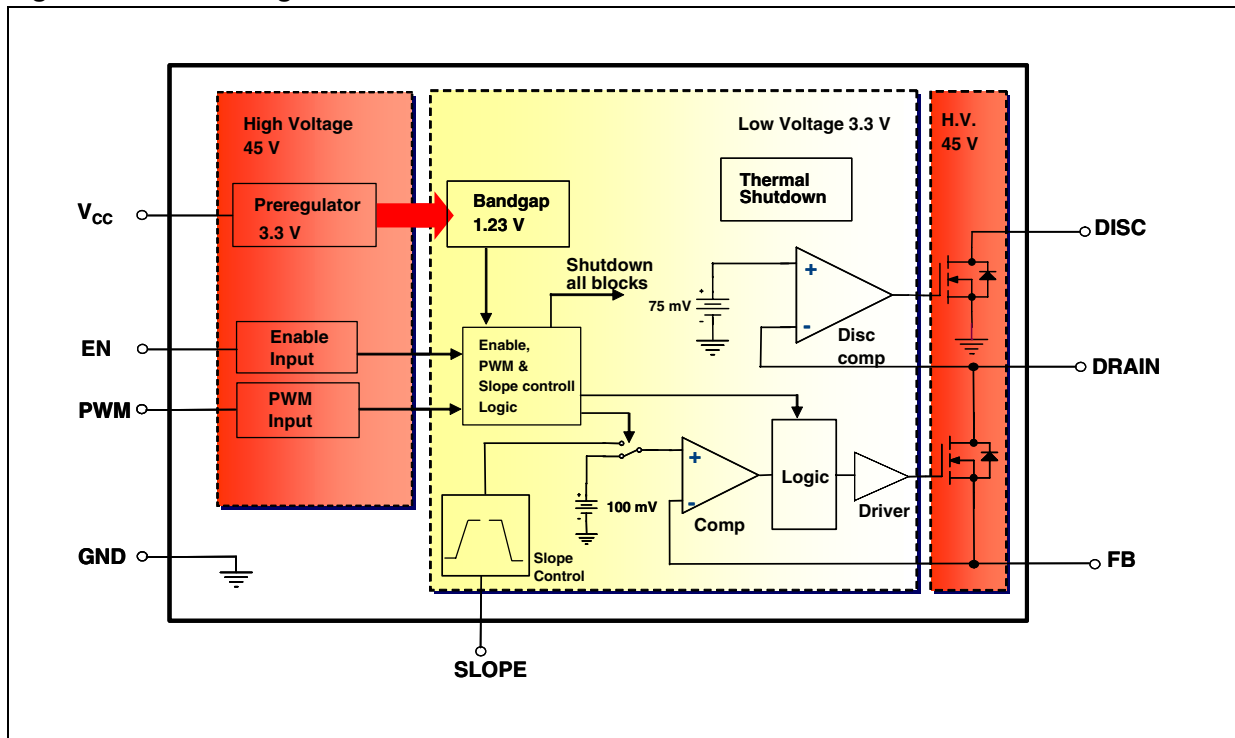 High Voltage
45 V
Low Voltage 3.3 V
H.V.
45 V
Thermal
Shutdown
VCC
Preregulator
3.3 V
Bandgap
1.23 V
DISC
Shutdown
all blocks
+
75 mV
-
+
-
Disc
comp
EN
Enable
Input
Enable,
PWM &
Slope controll
Logic
DRAIN
PWM
PWM
Input
+
100 mV
-
+
-
Comp
Logic
Driver
GND
Slope
Control
FB
SLOPE